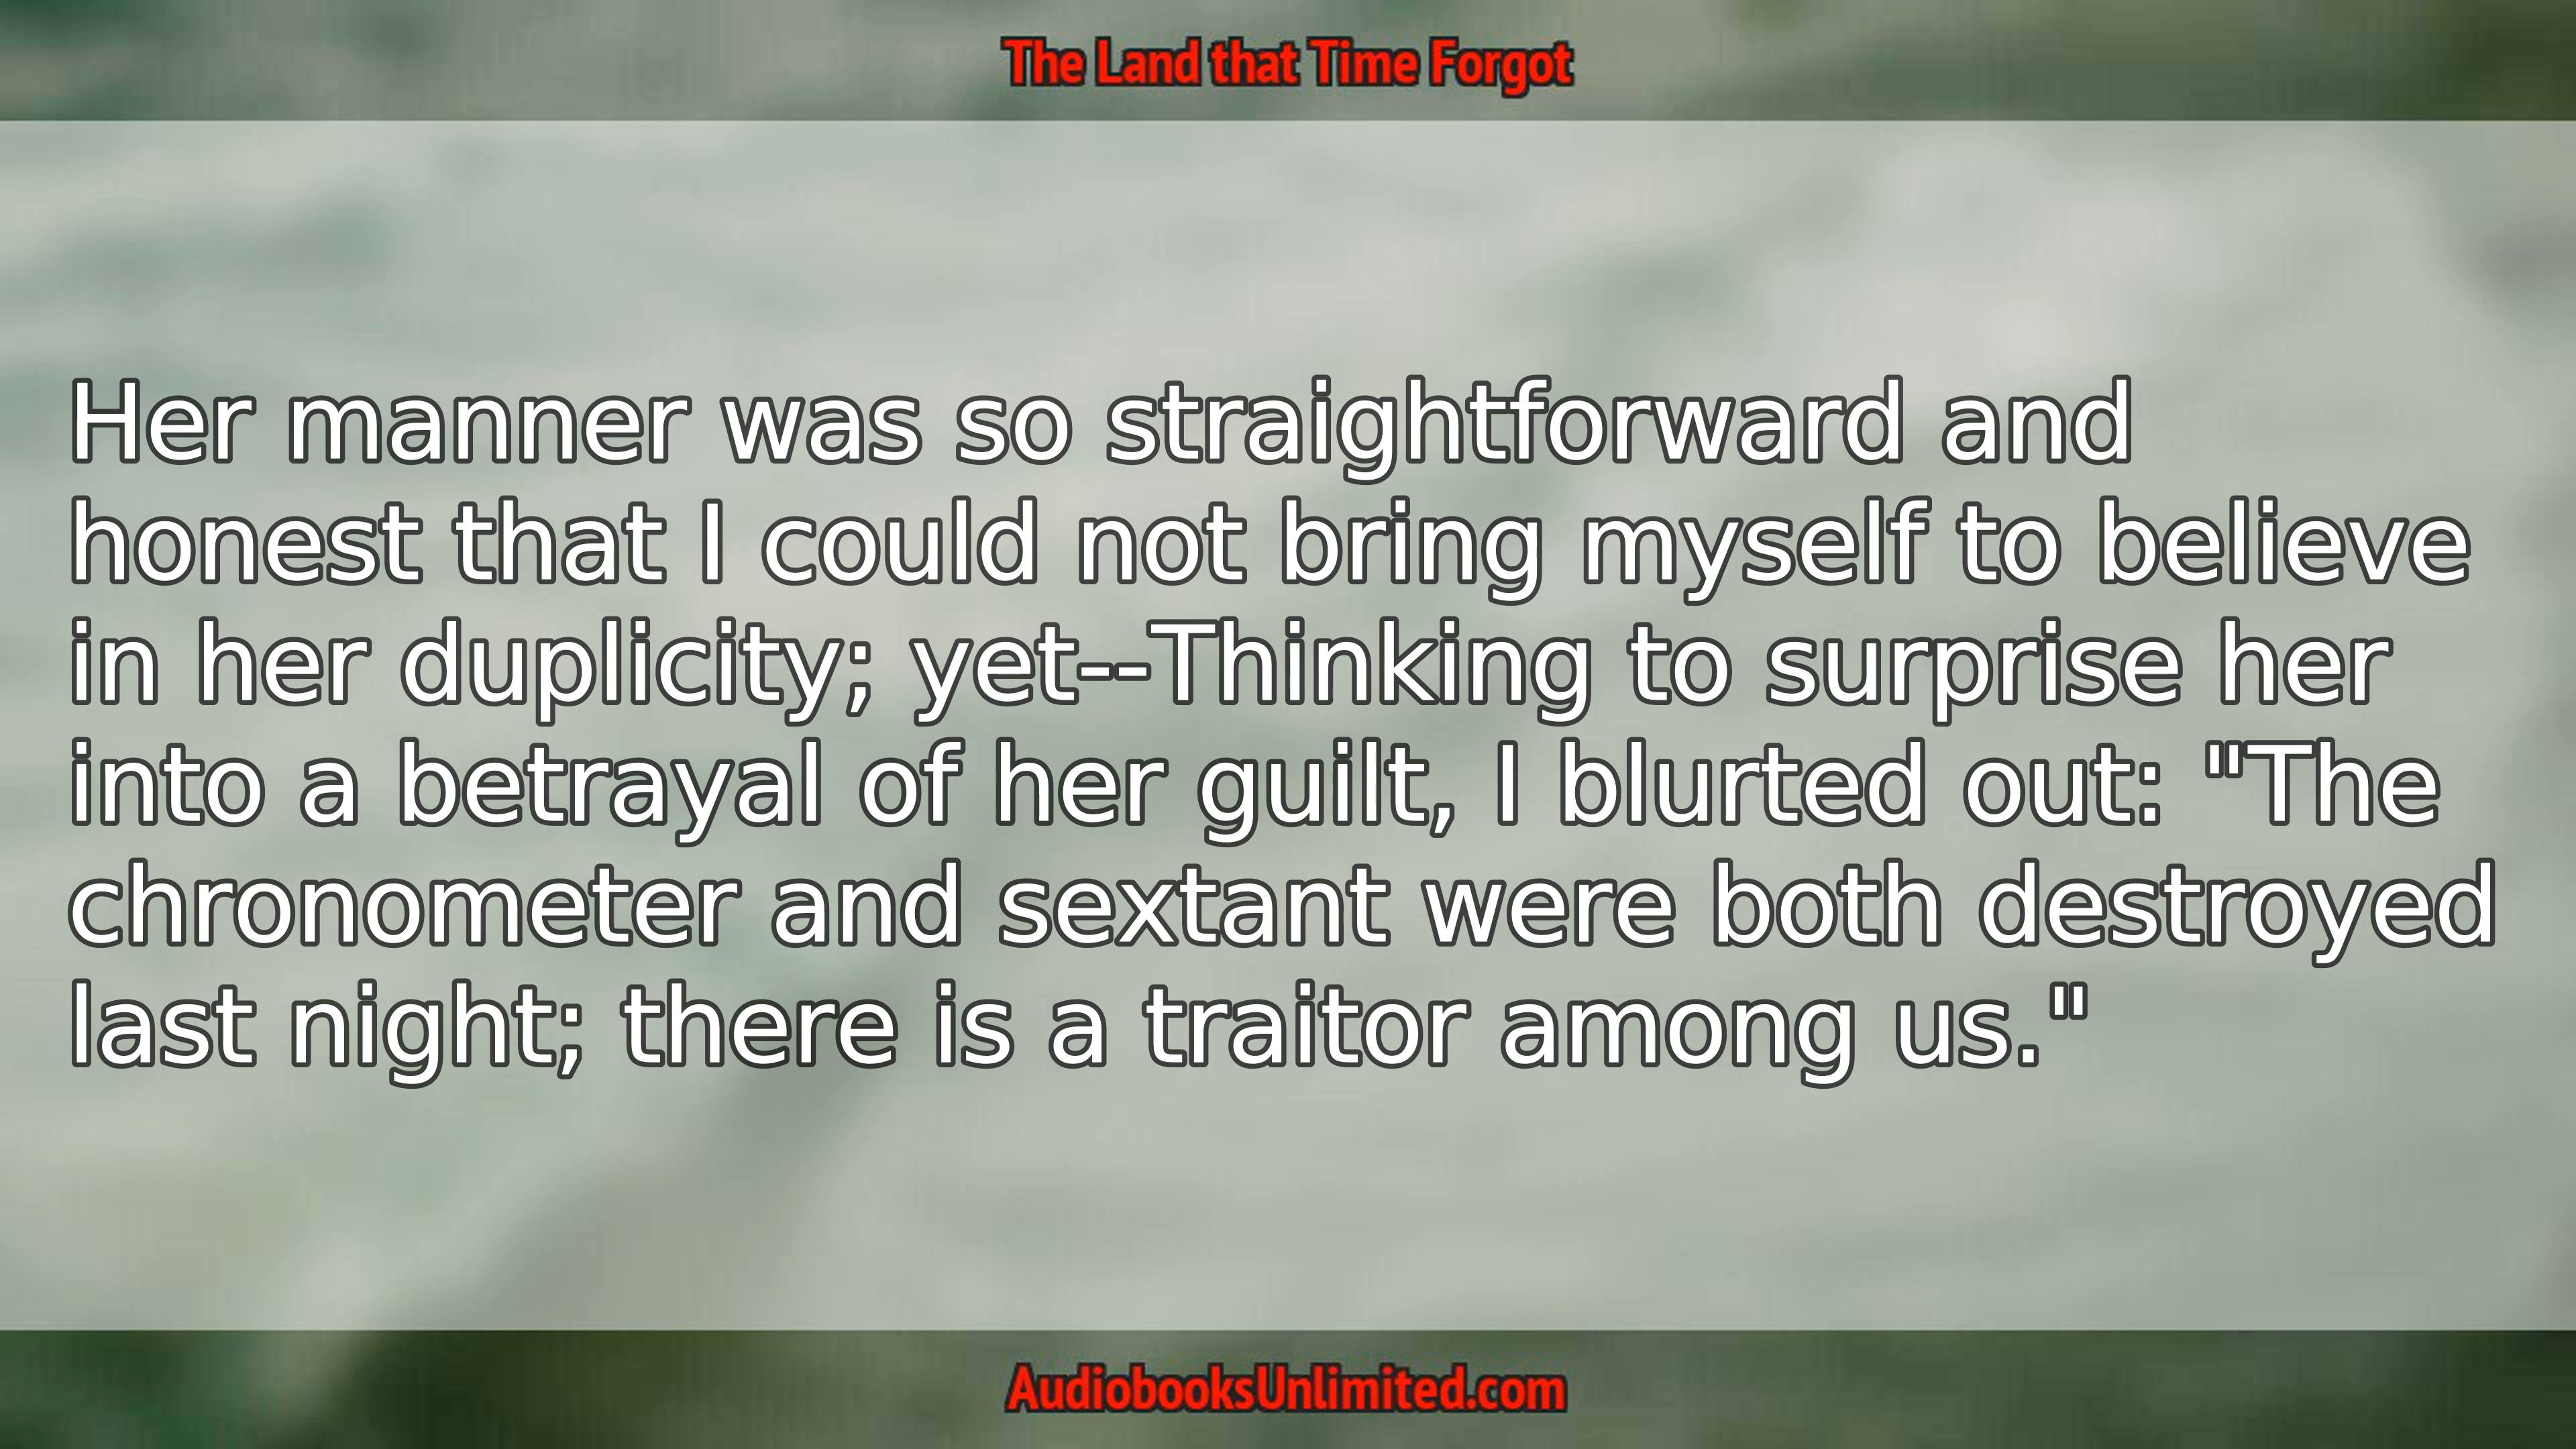 The Land that Time Forgot
Her manner was so straightforward and
honest that I could not bring myself to believe
in her duplicity; yet--Thinking to surprise her
into a betrayal of her guilt, I blurted out: "The
chronometer and sextant were both destroyed
last night; there is a traitor among us."
AudiobooksUnlimited.com